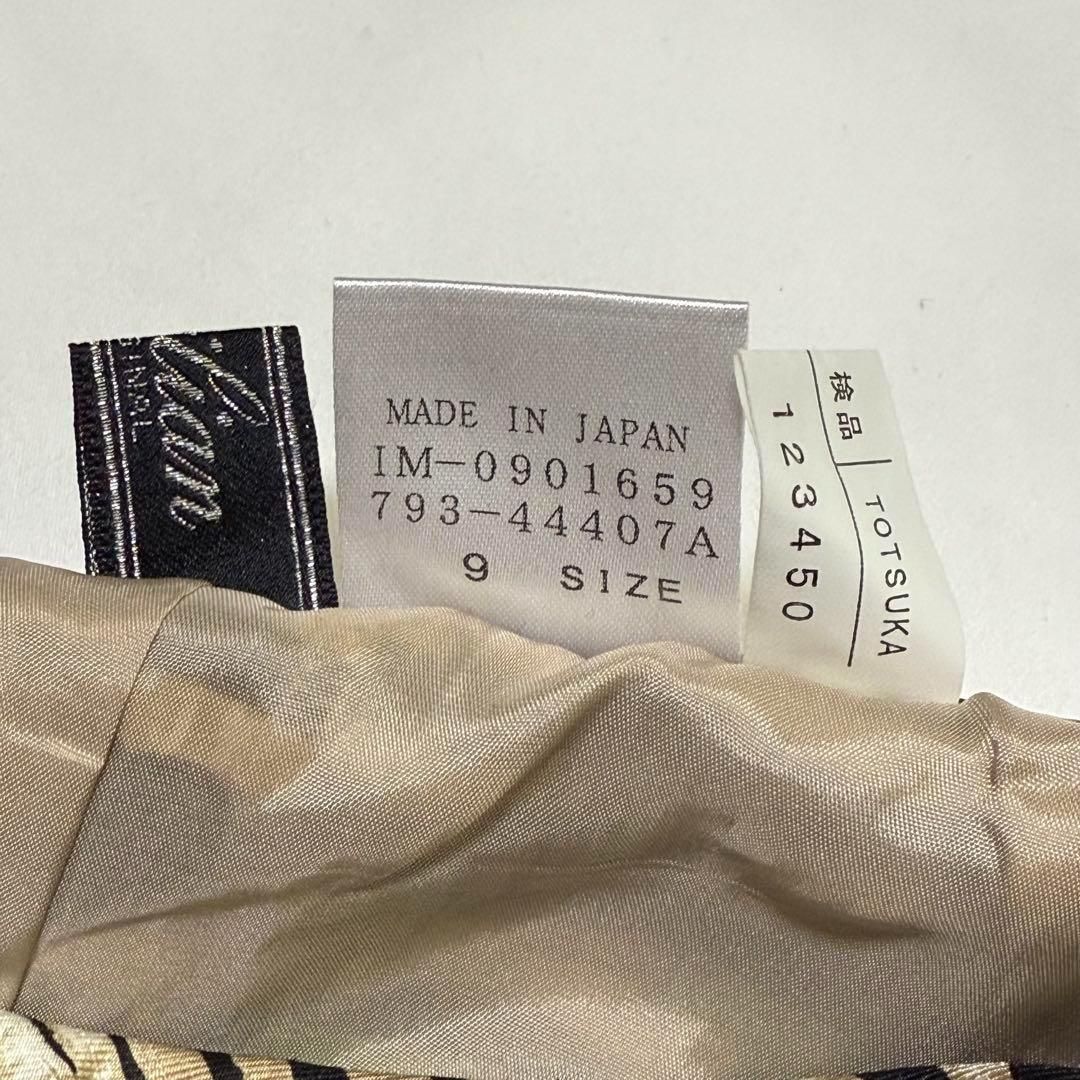 MADE IN JAPAN
IM-0901659
793-44407A
9 SIZE
検品 TOTSUKA
123450